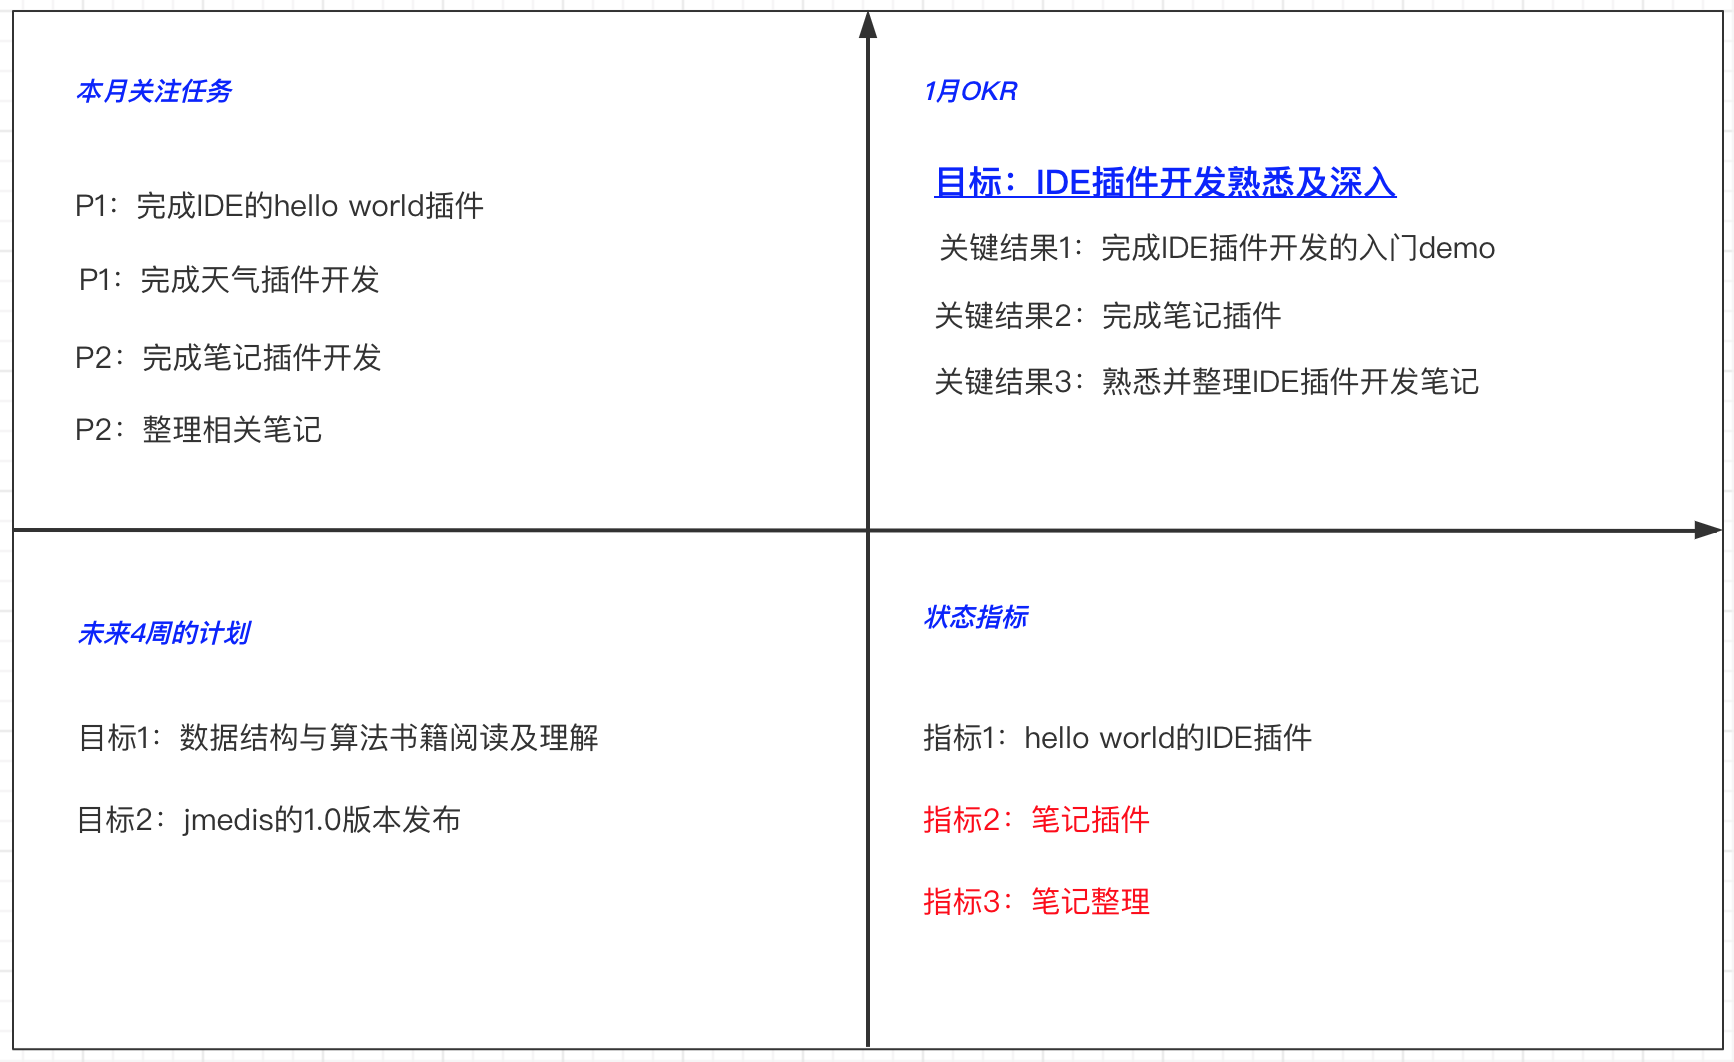 本月关注任务
P1：完成IDE的hello world插件
P1：完成天气插件开发
P2：完成笔记插件开发
P2：整理相关笔记
1月OKR
目标：IDE插件开发熟悉及深入
关键结果1：完成IDE插件开发的入门demo
关键结果2：完成笔记插件
关键结果3：熟悉并整理IDE插件开发笔记
未来4周的计划
目标1：数据结构与算法书籍阅读及理解
目标2：jmedis的1.0版本发布
状态指标
指标1：hello world的IDE插件
指标2：笔记插件
指标3：笔记整理